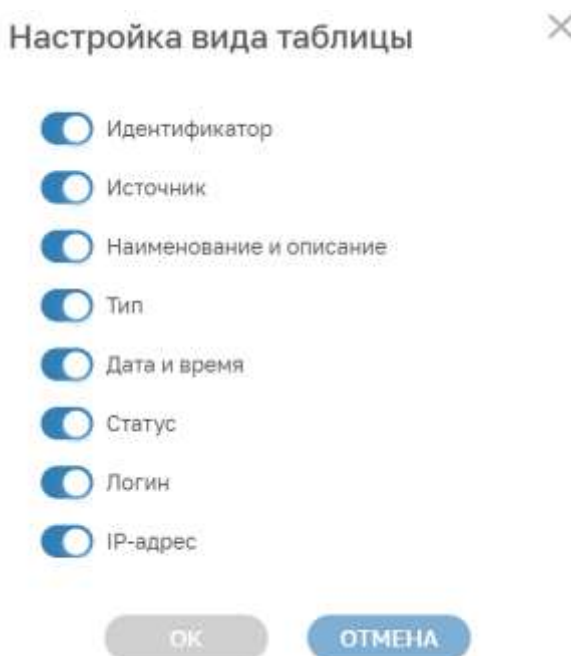 Настройка вида таблицы
Идентификатор
Источник
Наименование и описание
Тип
Дата и время
Статус
Логин
IP-адрес
ОК
ОТМЕНА